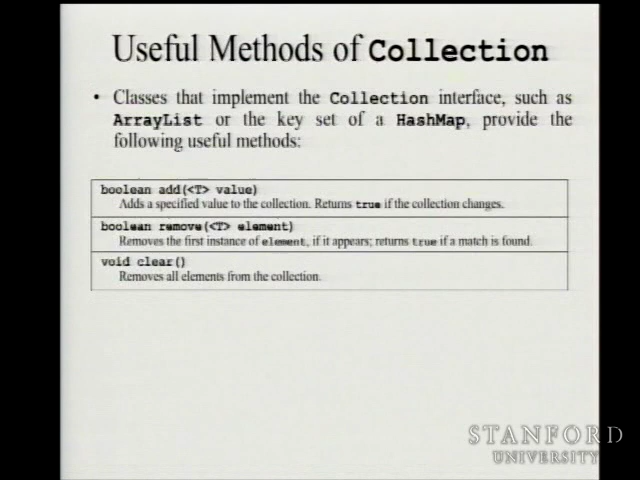 Useful Methods of Collection
• Classes that implement the Collection interface, such as
ArrayList or the key set of a HashMap, provide the
following useful methods:
boolean add(<T> value)
Adds a specified value to the collection. Returns true if the collection changes.
boolean remove(<T> element)
Removes the first instance of element, if it appears; returns true if a match is found.
void clear()
Removes all elements from the collection.
STANFORD
UNIVERSITY